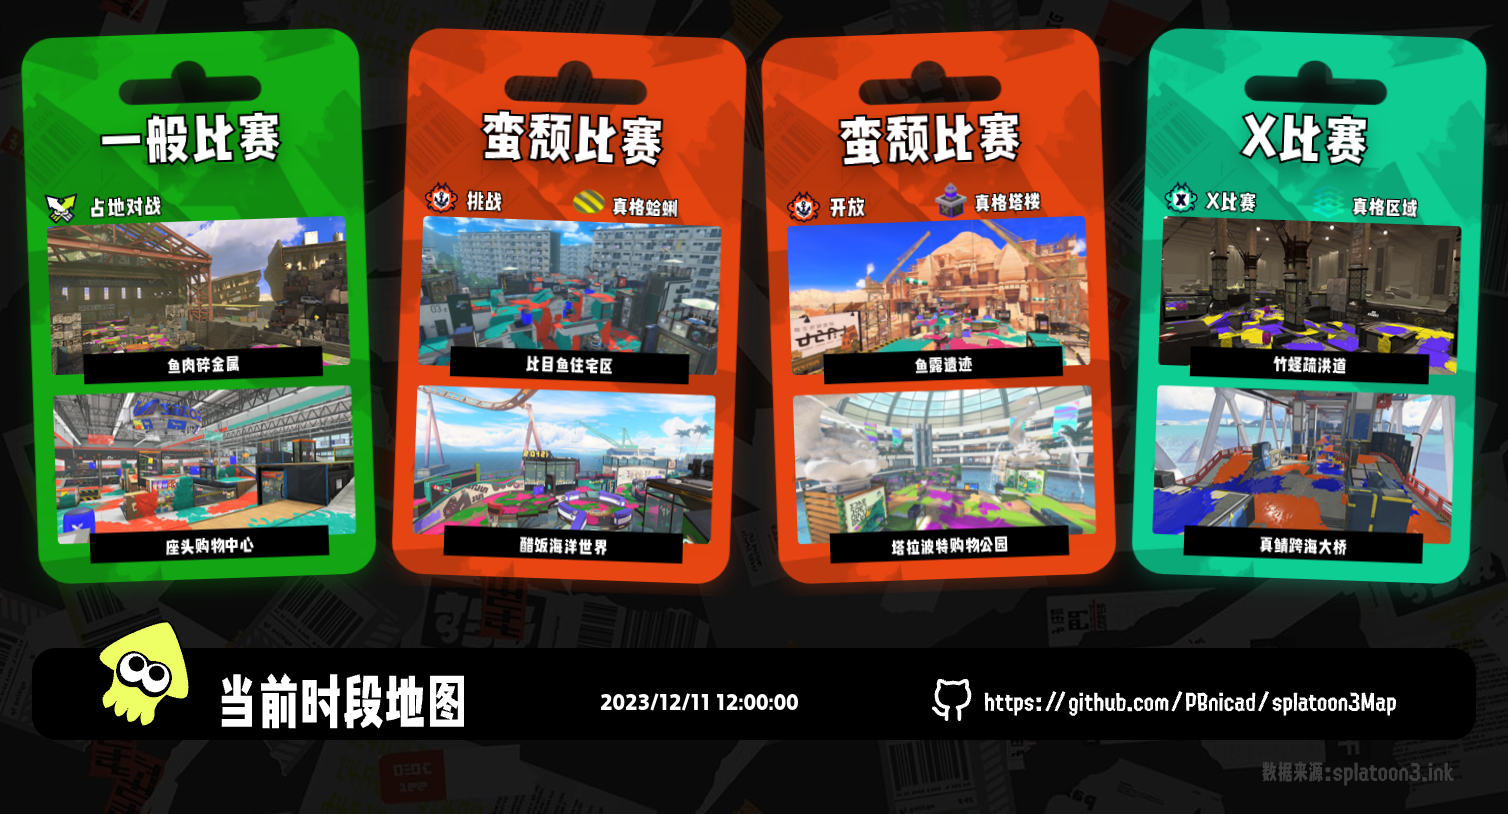 一般比赛
占地对战
鱼肉碎金属
座头购物中心
蛮颓比赛
挑战
真格蛤蜊
比目鱼住宅区
醋饭海洋世界
蛮颓比赛
开放
真格塔楼
鱼露遗迹
塔拉波特购物公园
X比赛
X比赛
真格区域
竹蛏疏洪道
真鲭跨海大桥
当前时段地图
2023/12/11 12:00:00
https://github.com/PBnicad/splatoon3Map
数据来源:splatoon3.ink